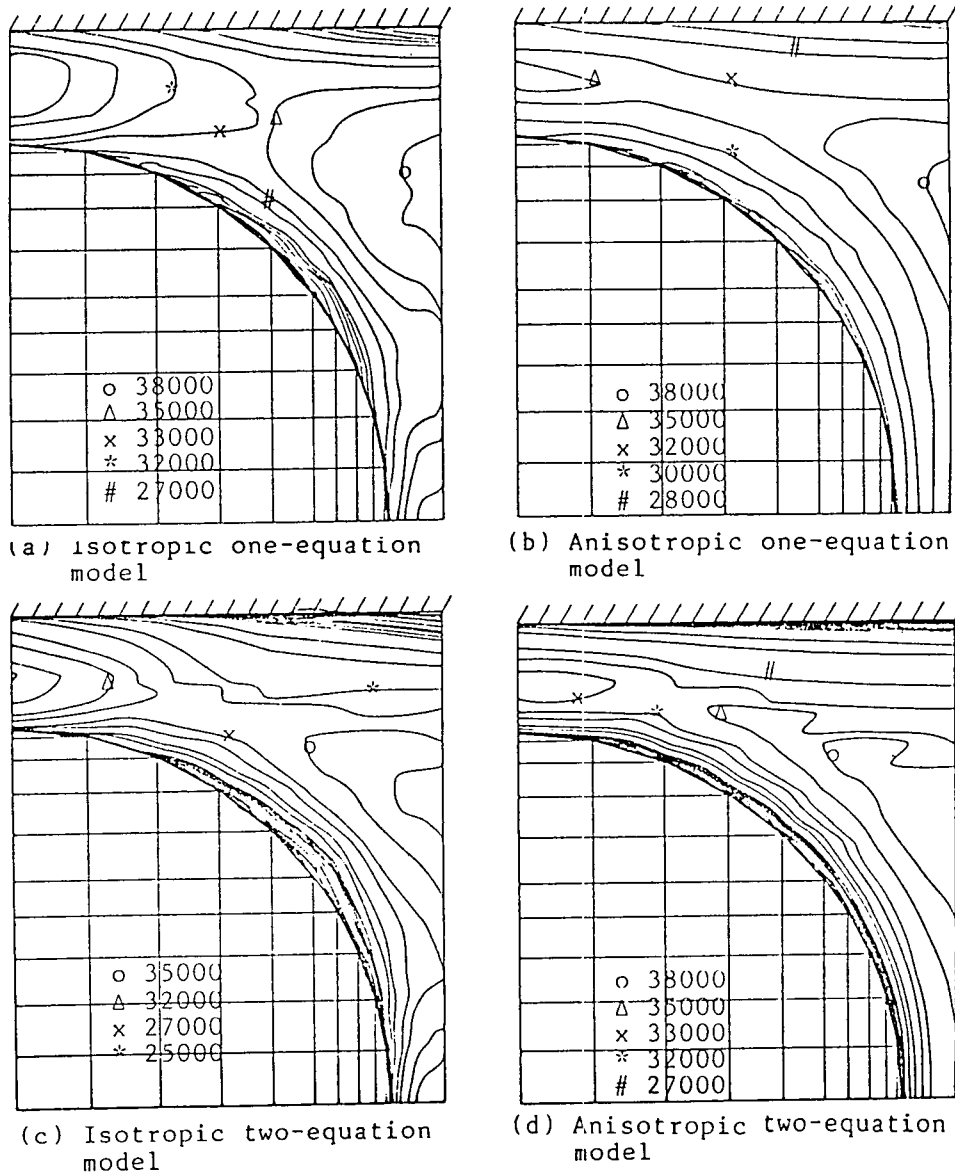 o 38000
△ 35000
× 33000
* 32000
# 27000
(a) Isotropic one-equation
model
o 38000
△ 35000
× 32000
* 30000
# 28000
(b) Anisotropic one-equation
model
o 35000
△ 32000
× 27000
* 25000
(c) Isotropic two-equation
model
o 38000
△ 35000
× 33000
* 32000
# 27000
(d) Anisotropic two-equation
model